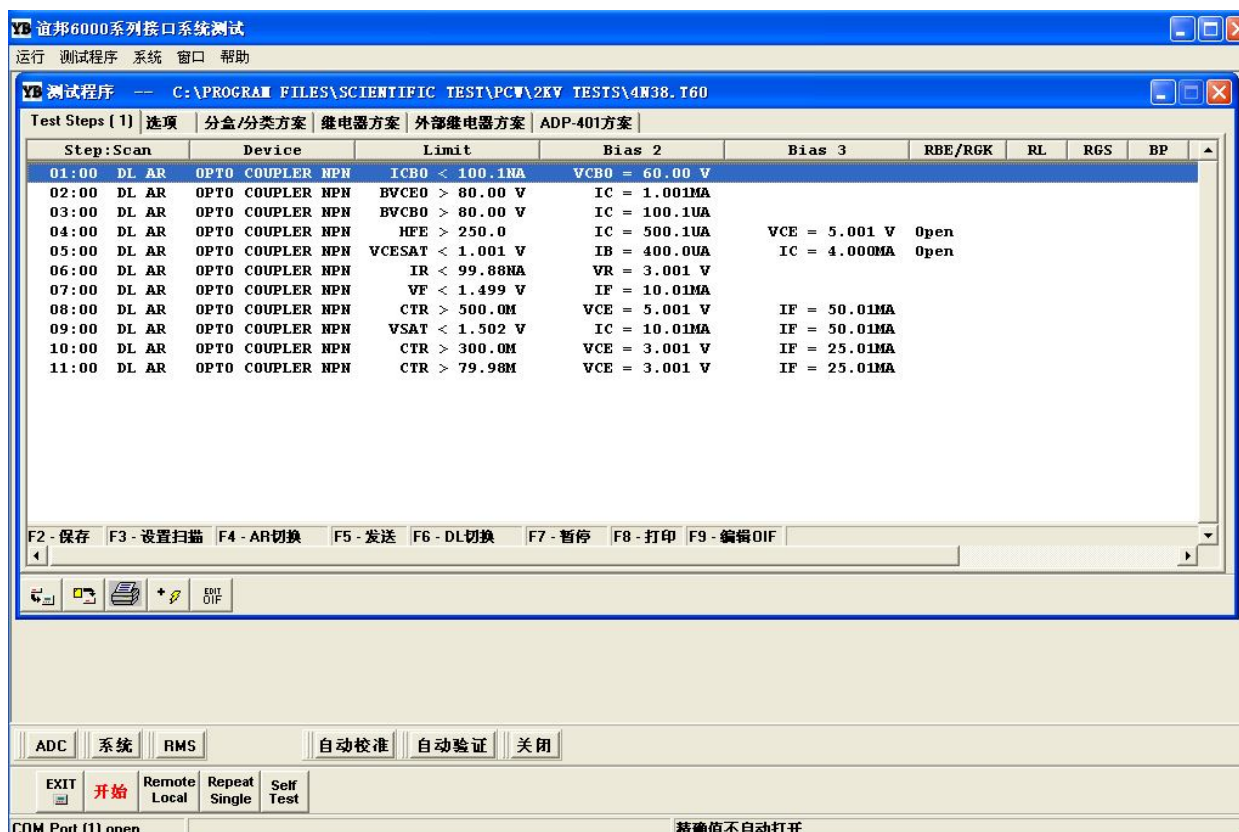 YB 谊邦6000系列接口系统测试
运行 测试程序 系统 窗口 帮助
YB 测试程序 -- C:\PROGRAM FILES\SCIENTIFIC TEST\PCW\2KV TESTS\4N38.T60
Test Steps (1) 选项 分盒/分类方案 继电器方案 外部继电器方案 ADP-401方案
Step:Scan Device Limit Bias 2 Bias 3 RBE/RGK RL RGS BP
01:00 DL AR OPTO COUPLER NPN ICBO < 100.1NA VCBO = 60.00 V
02:00 DL AR OPTO COUPLER NPN BVCEO > 80.00 V IC = 1.001MA
03:00 DL AR OPTO COUPLER NPN BVCBO > 80.00 V IC = 100.1UA
04:00 DL AR OPTO COUPLER NPN HFE > 250.0 IC = 500.1UA VCE = 5.001 V Open
05:00 DL AR OPTO COUPLER NPN VCESAT < 1.001 V IB = 400.0UA IC = 4.000MA Open
06:00 DL AR OPTO COUPLER NPN IR < 99.88NA VR = 3.001 V
07:00 DL AR OPTO COUPLER NPN VF < 1.499 V IF = 10.01MA
08:00 DL AR OPTO COUPLER NPN CTR > 500.0M VCE = 5.001 V IF = 50.01MA
09:00 DL AR OPTO COUPLER NPN VSAT < 1.502 V IC = 10.01MA IF = 50.01MA
10:00 DL AR OPTO COUPLER NPN CTR > 300.0M VCE = 3.001 V IF = 25.01MA
11:00 DL AR OPTO COUPLER NPN CTR > 79.98M VCE = 3.001 V IF = 25.01MA
F2 - 保存 F3 - 设置扫描 F4 - AR切换 F5 - 发送 F6 - DL切换 F7 - 暂停 F8 - 打印 F9 - 编辑OIF
EDIT
OIF
ADC 系统 RMS 自动校准 自动验证 关闭
EXIT 开始 Remote Local Repeat Single Self Test
COM Port (1) open 精确值不自动打开